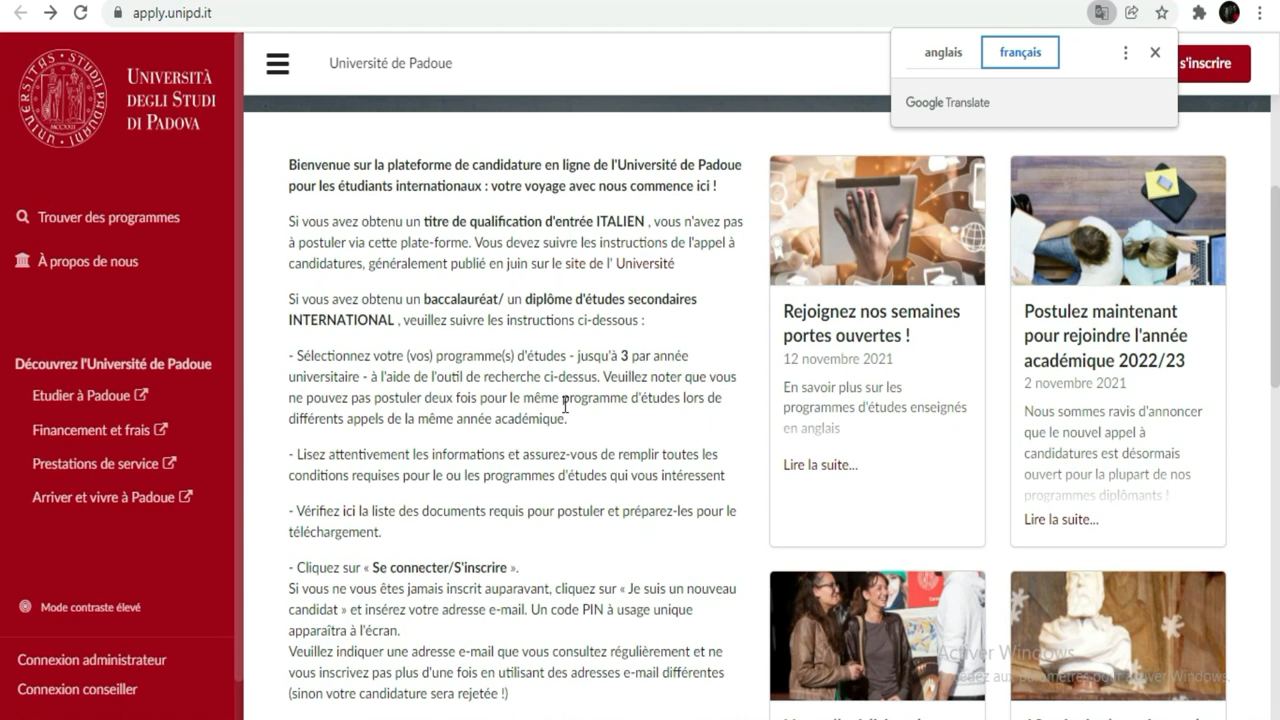 apply.unipd.it
UNIVERSITÀ
DEGLI STUDI
DI PADOVA
Trouver des programmes
À propos de nous
Découvrez l'Université de Padoue
Etudier à Padoue
Financement et frais
Prestations de service
Arriver et vivre à Padoue
Mode contraste élevé
Connexion administrateur
Connexion conseiller
Université de Padoue
anglais
français
Google Translate
s'inscrire
Bienvenue sur la plateforme de candidature en ligne de l'Université de Padoue
pour les étudiants internationaux : votre voyage avec nous commence ici !
Si vous avez obtenu un titre de qualification d'entrée ITALIEN , vous n'avez pas
à postuler via cette plate-forme. Vous devez suivre les instructions de l'appel à
candidatures, généralement publié en juin sur le site de l' Université
Si vous avez obtenu un baccalauréat/ un diplôme d'études secondaires
INTERNATIONAL , veuillez suivre les instructions ci-dessous :
- Sélectionnez votre (vos) programme(s) d'études - jusqu'à 3 par année
universitaire - à l'aide de l'outil de recherche ci-dessus. Veuillez noter que vous
ne pouvez pas postuler deux fois pour le même programme d'études lors de
différents appels de la même année académique.
- Lisez attentivement les informations et assurez-vous de remplir toutes les
conditions requises pour le ou les programmes d'études qui vous intéressent
- Vérifiez ici la liste des documents requis pour postuler et préparez-les pour le
téléchargement.
- Cliquez sur « Se connecter/S'inscrire ».
Si vous ne vous êtes jamais inscrit auparavant, cliquez sur « Je suis un nouveau
candidat » et insérez votre adresse e-mail. Un code PIN à usage unique
apparaîtra à l'écran.
Veuillez indiquer une adresse e-mail que vous consultez régulièrement et ne
vous inscrivez pas plus d'une fois en utilisant des adresses e-mail différentes
(sinon votre candidature sera rejetée !)
Rejoignez nos semaines
portes ouvertes !
12 novembre 2021
En savoir plus sur les
programmes d'études enseignés
en anglais
Lire la suite...
Postulez maintenant
pour rejoindre l'année
académique 2022/23
2 novembre 2021
Nous sommes ravis d'annoncer
que le nouvel appel à
candidatures est désormais
ouvert pour la plupart de nos
programmes diplômants !
Lire la suite...
Activer Windows
aux paramètres pour activer Windows.